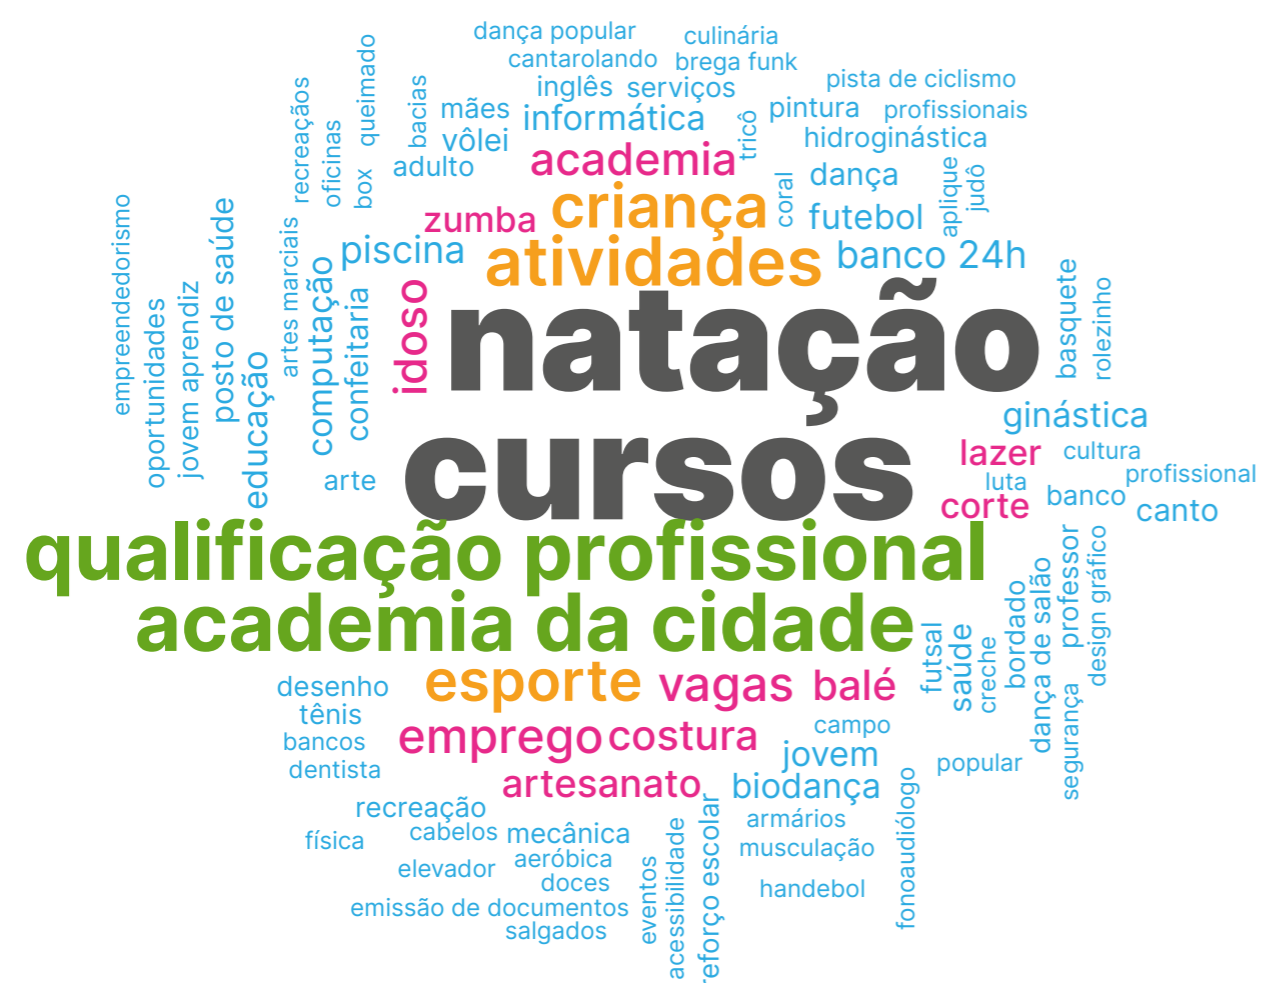 dança popular
culinária
cantarolando
brega funk
inglês
serviços
pista de ciclismo
mães
informática
pintura
profissionais
vôlei
hidroginástica
adulto
academia
tricô
dança
recreaçãos
oficinas
queimado
box
bacias
coral
aplique
judô
zumba
criança
futebol
piscina
atividades
banco 24h
empreendedorismo
oportunidades
jovem aprendiz
posto de saúde
educação
artes marciais
computação
confeitaria
idoso
natação
basquete
rolezinho
ginástica
lazer
cultura
arte
cursos
luta
profissional
corte
banco
canto
qualificação profissional
academia da cidade
futsal
saúde
creche
bordado
dança de salão
professor
design gráfico
segurança
desenho
esporte
vagas
balé
tênis
bancos
emprego
costura
campo
dentista
jovem
popular
artesanato
biodança
recreação
armários
física
cabelos
mecânica
musculação
elevador
aeróbica
doces
handebol
emissão de documentos
salgados
eventos
acessibilidade
reforço escolar
fonoaudiólogo